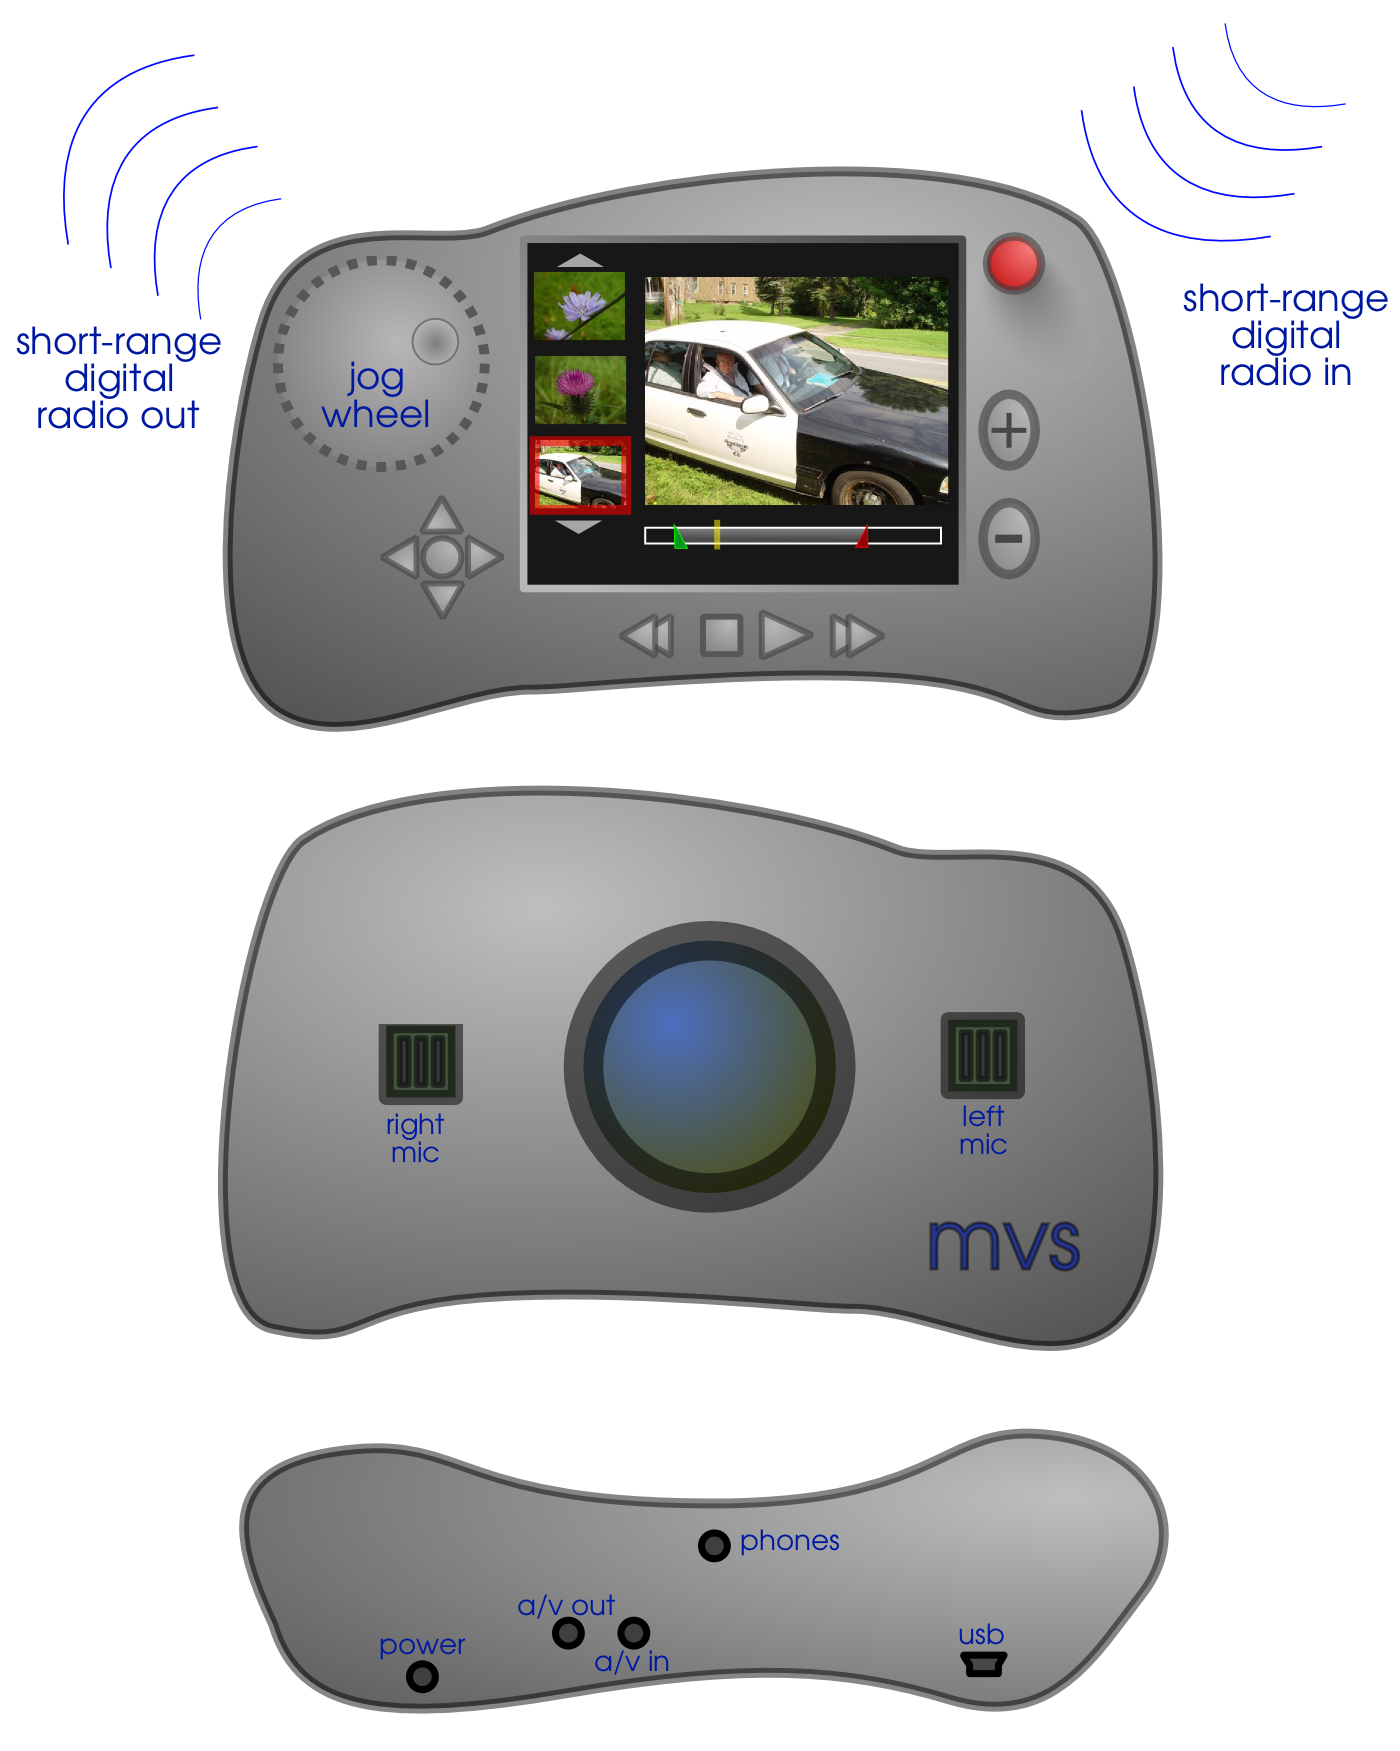 short-range
digital
radio out
short-range
digital
radio in
jog
wheel
+
−
right
mic
left
mic
mvs
phones
a/v out
a/v in
power
usb